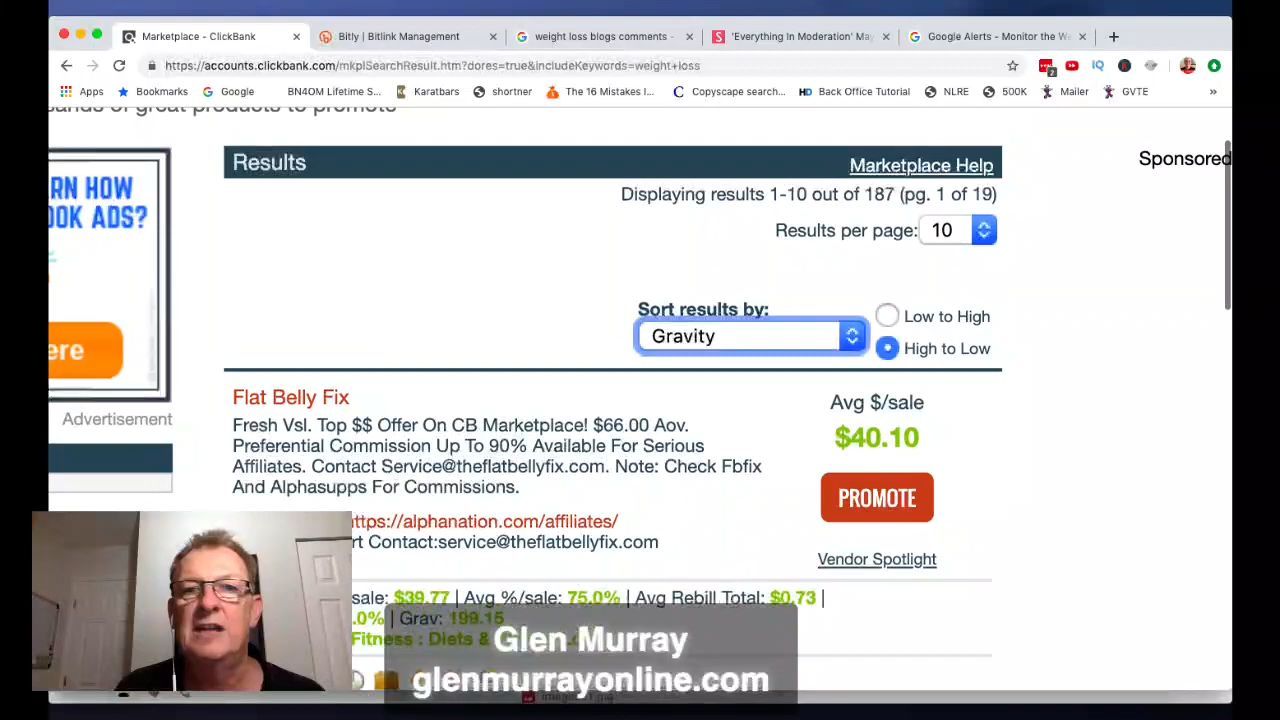 Marketplace - ClickBank
Bitly | Bitlink Management
weight loss blogs comments -
'Everything In Moderation' May
Google Alerts - Monitor the We
https://accounts.clickbank.com/mkplSearchResult.htm?dores=true&includeKeywords=weight+loss
Apps
Bookmarks
Google
BN4OM Lifetime S...
Karatbars
shortner
The 16 Mistakes I...
Copyscape search...
Back Office Tutorial
NLRE
500K
Mailer
GVTE
»
ands of great products to promote
Results
Marketplace Help
Sponsored
Displaying results 1-10 out of 187 (pg. 1 of 19)
Results per page: 10
RN HOW
OOK ADS?
ere
Advertisement
Sort results by:
Gravity
Low to High
High to Low
Flat Belly Fix
Fresh Vsl. Top $$ Offer On CB Marketplace! $66.00 Aov.
Preferential Commission Up To 90% Available For Serious
Affiliates. Contact Service@theflatbellyfix.com. Note: Check Fbfix
And Alphasupps For Commissions.
Avg $/sale
$40.10
PROMOTE
Vendor Spotlight
https://alphanation.com/affiliates/
rt Contact:service@theflatbellyfix.com
sale: $39.77 | Avg %/sale: 75.0% | Avg Rebill Total: $0.73 |
.0% | Grav: 199.15
Fitness : Diets &
Glen Murray
glenmurrayonline.com